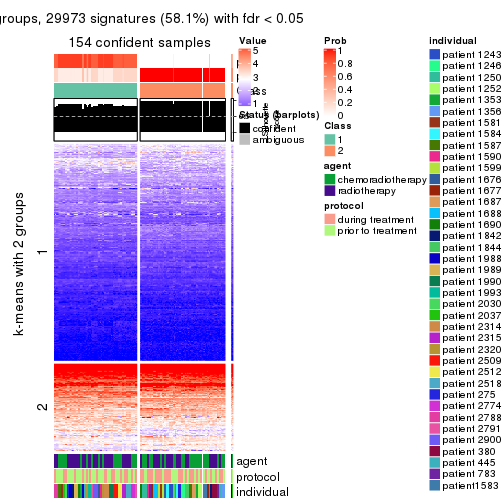 groups, 29973 signatures (58.1%) with fdr < 0.05
154 confident samples
k-means with 2 groups
1
2
agent
protocol
individual
Value
5
4
3
2
1
Status (barplots)
confident
ambiguous
Prob
1
0.8
0.6
0.4
0.2
0
Class
1
2
agent
chemoradiotherapy
radiotherapy
protocol
during treatment
prior to treatment
individual
patient 1243
patient 1246
patient 1250
patient 1252
patient 1353
patient 1356
patient 1581
patient 1584
patient 1587
patient 1590
patient 1599
patient 1676
patient 1677
patient 1687
patient 1688
patient 1690
patient 1842
patient 1844
patient 1988
patient 1989
patient 1990
patient 1993
patient 2030
patient 2037
patient 2314
patient 2315
patient 2320
patient 2509
patient 2512
patient 2518
patient 275
patient 2774
patient 2788
patient 2791
patient 2900
patient 380
patient 445
patient 783
patient1583